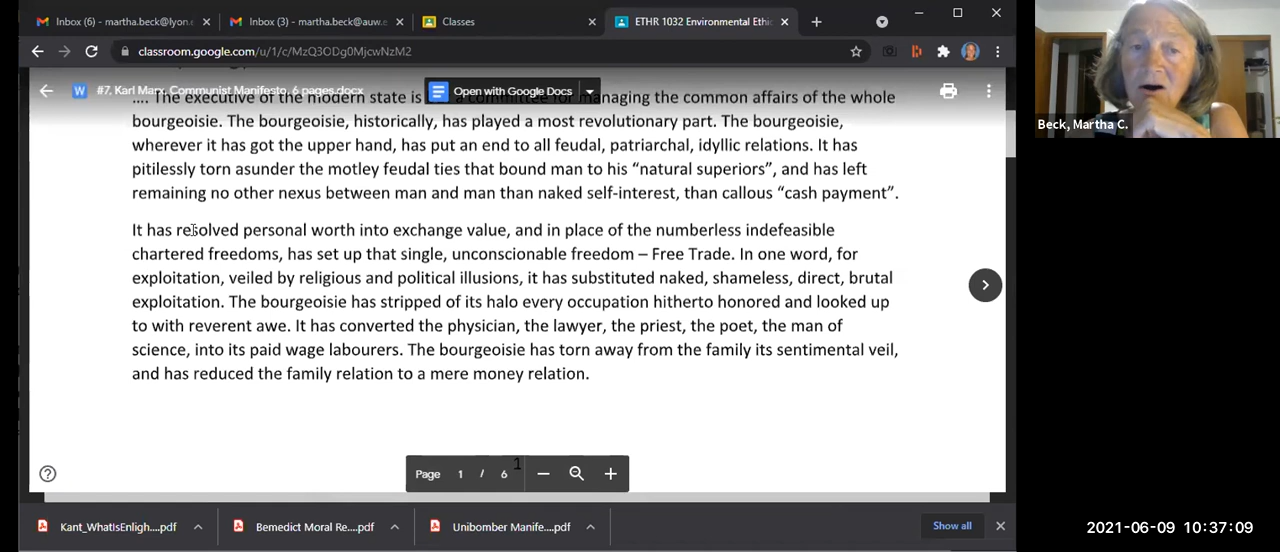 Inbox (6) - martha.beck@lyon.e
Inbox (3) - martha.beck@auw.e
Classes
ETHR 1032 Environmental Ethic
classroom.google.com/u/1/c/MzQ3ODg0MjcwNzM2
#7, Karl Marx, Communist Manifesto, 6 pages.docx
Open with Google Docs
.... The executive of the modern state is a committee for managing the common affairs of the whole
bourgeoisie. The bourgeoisie, historically, has played a most revolutionary part. The bourgeoisie,
wherever it has got the upper hand, has put an end to all feudal, patriarchal, idyllic relations. It has
pitilessly torn asunder the motley feudal ties that bound man to his “natural superiors”, and has left
remaining no other nexus between man and man than naked self-interest, than callous “cash payment”.
It has resolved personal worth into exchange value, and in place of the numberless indefeasible
chartered freedoms, has set up that single, unconscionable freedom – Free Trade. In one word, for
exploitation, veiled by religious and political illusions, it has substituted naked, shameless, direct, brutal
exploitation. The bourgeoisie has stripped of its halo every occupation hitherto honored and looked up
to with reverent awe. It has converted the physician, the lawyer, the priest, the poet, the man of
science, into its paid wage labourers. The bourgeoisie has torn away from the family its sentimental veil,
and has reduced the family relation to a mere money relation.
1
Page 1 / 6
Kant_WhatIsEnligh....pdf
Bemedict Moral Re....pdf
Unibomber Manife....pdf
Show all
Beck, Martha C.
2021-06-09 10:37:09